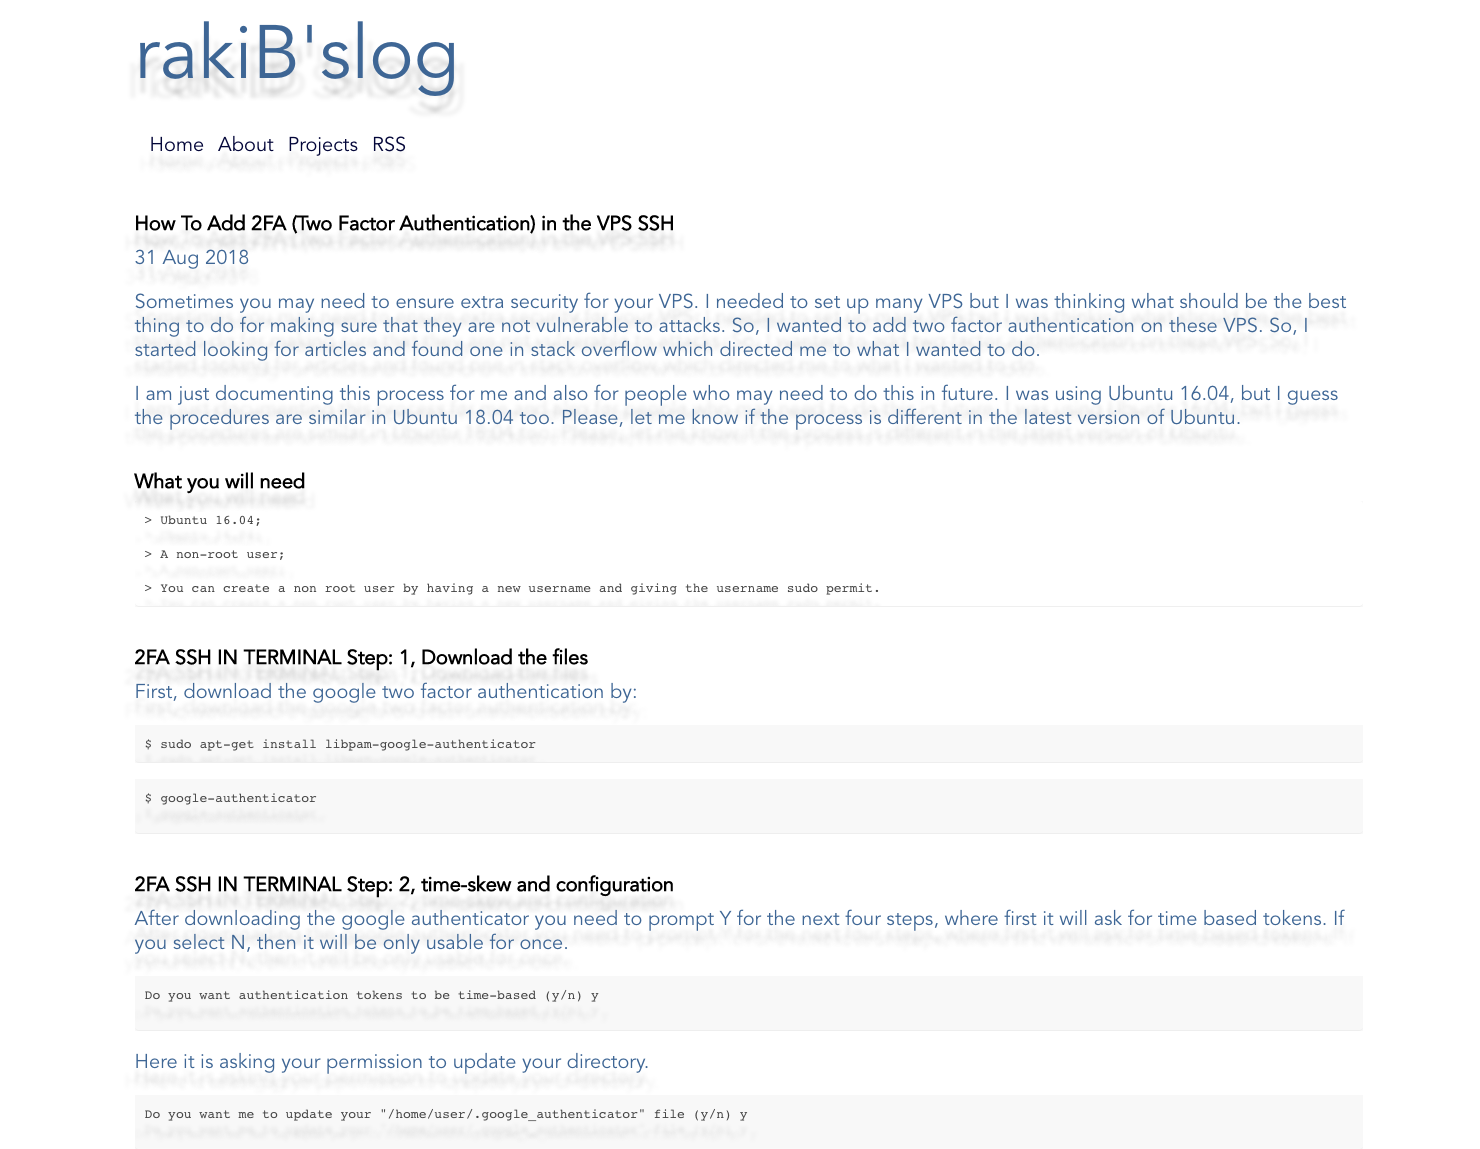 rakiB'slog
Home About Projects RSS
How To Add 2FA (Two Factor Authentication) in the VPS SSH
31 Aug 2018
Sometimes you may need to ensure extra security for your VPS. I needed to set up many VPS but I was thinking what should be the best
thing to do for making sure that they are not vulnerable to attacks. So, I wanted to add two factor authentication on these VPS. So, I
started looking for articles and found one in stack overflow which directed me to what I wanted to do.
I am just documenting this process for me and also for people who may need to do this in future. I was using Ubuntu 16.04, but I guess
the procedures are similar in Ubuntu 18.04 too. Please, let me know if the process is different in the latest version of Ubuntu.
What you will need
> Ubuntu 16.04;
> A non-root user;
> You can create a non root user by having a new username and giving the username sudo permit.
2FA SSH IN TERMINAL Step: 1, Download the files
First, download the google two factor authentication by:
$ sudo apt-get install libpam-google-authenticator
$ google-authenticator
2FA SSH IN TERMINAL Step: 2, time-skew and configuration
After downloading the google authenticator you need to prompt Y for the next four steps, where first it will ask for time based tokens. If
you select N, then it will be only usable for once.
Do you want authentication tokens to be time-based (y/n) y
Here it is asking your permission to update your directory.
Do you want me to update your "/home/user/.google_authenticator" file (y/n) y